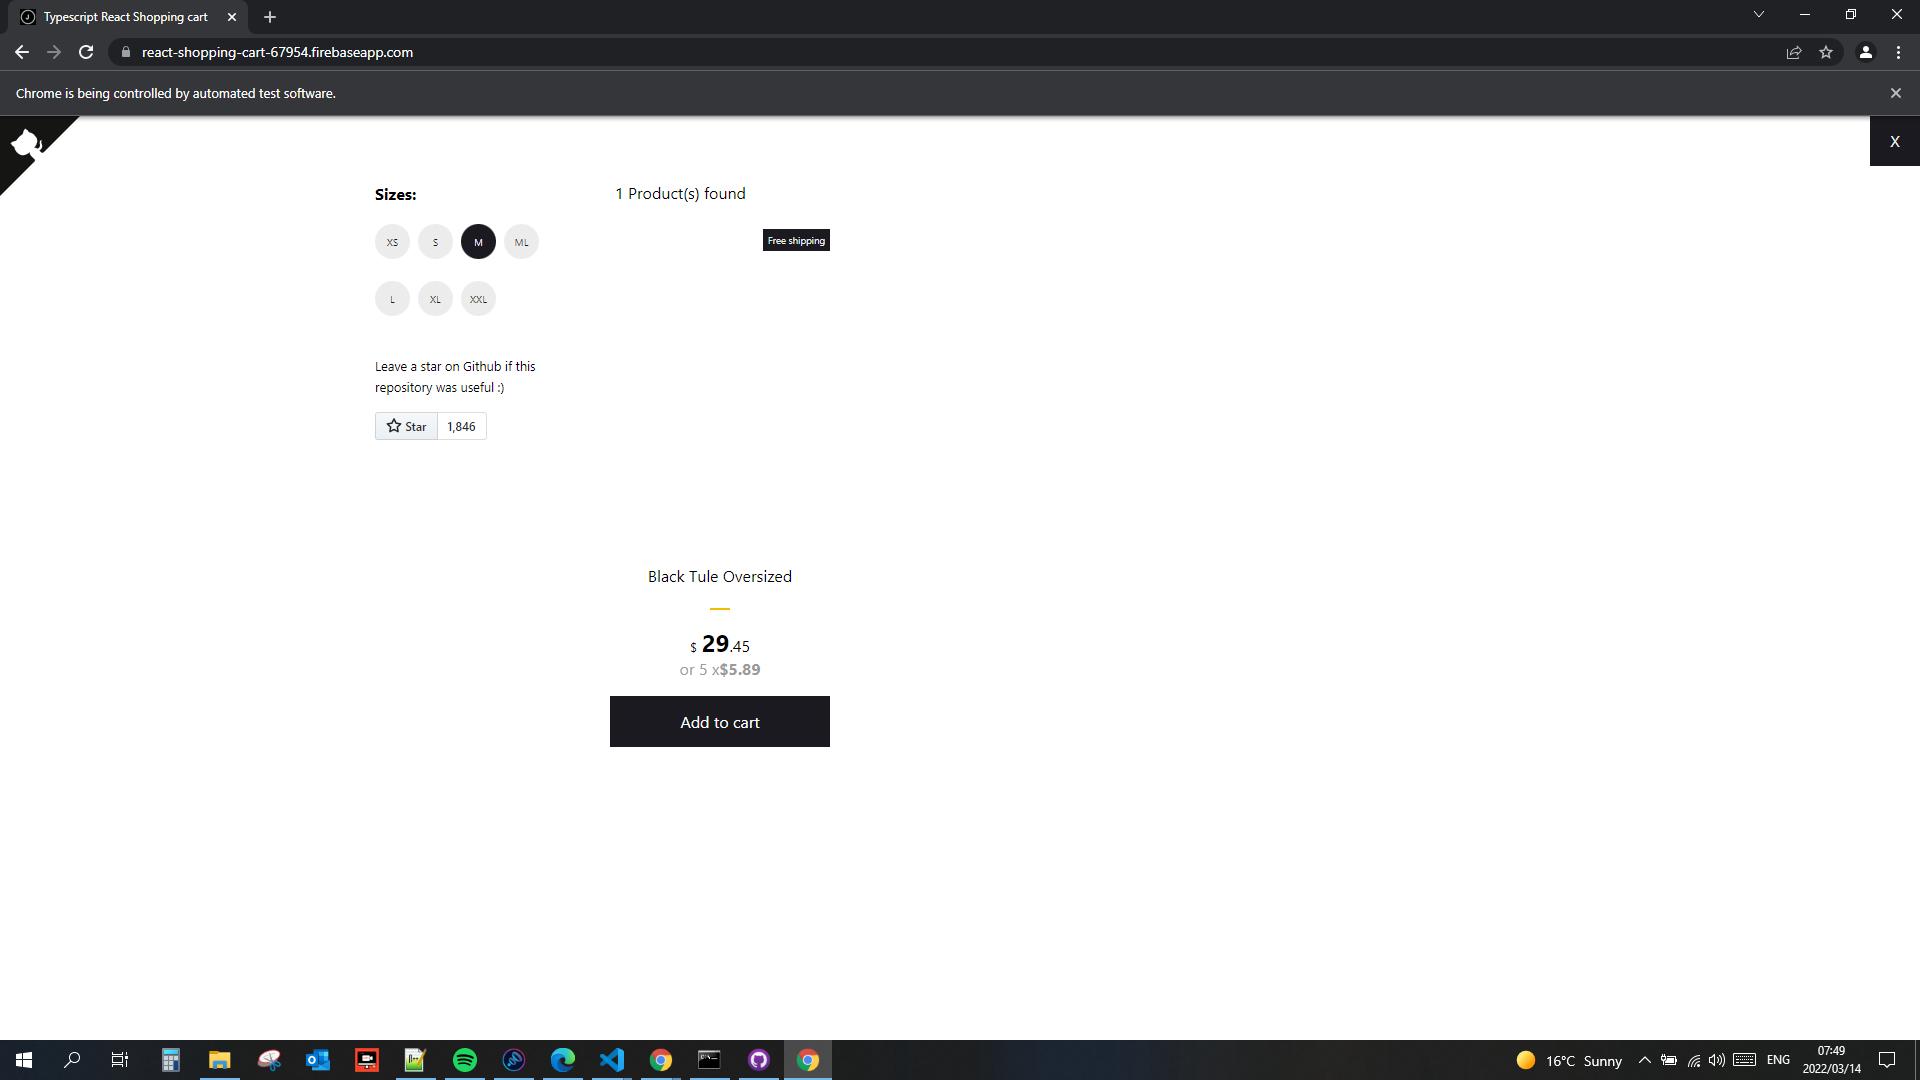 Typescript React Shopping cart
react-shopping-cart-67954.firebaseapp.com
Chrome is being controlled by automated test software.
X
Sizes:
1 Product(s) found
XS S M ML
Free shipping
L XL XXL
Leave a star on Github if this
repository was useful :)
Star 1,846
Black Tule Oversized
$ 29.45
or 5 x$5.89
Add to cart
16°C Sunny
ENG
07:49
2022/03/14